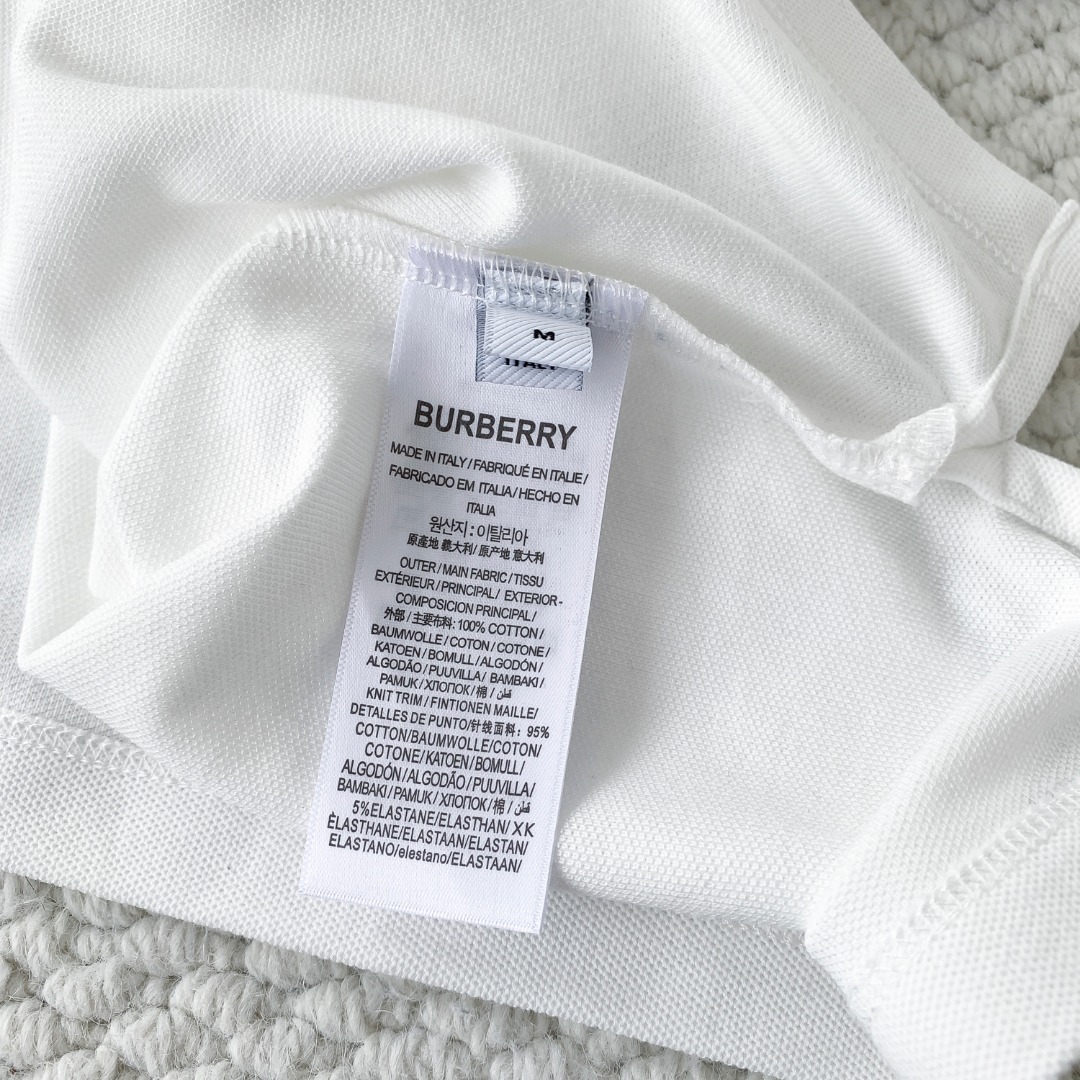 M
ITALY
BURBERRY
MADE IN ITALY / FABRIQUÉ EN ITALIE /
FABRICADO EM ITALIA / HECHO EN
ITALIA
원산지 : 이탈리아
原産地 義大利 / 原产地 意大利
OUTER / MAIN FABRIC / TISSU
EXTÉRIEUR / PRINCIPAL / EXTERIOR -
COMPOSICION PRINCIPAL /
外部 / 主要布料: 100% COTTON /
BAUMWOLLE / COTON / COTONE /
KATOEN / BOMULL / ALGODÓN /
ALGODÃO / PUUVILLA / BAMBAKI /
PAMUK / ХЛОПОК / 棉 / قطن
KNIT TRIM / FINTIONEN MAILLE/
DETALLES DE PUNTO/针线面料: 95%
COTTON/BAUMWOLLE/COTON/
COTONE/KATOEN/BOMULL/
ALGODÓN / ALGODÃO / PUUVILLA /
BAMBAKI / PAMUK / ХЛОПОК / 棉 / قطن
5%ELASTANE/ELASTHAN/XK
ÈLASTHANE/ELASTAAN/ELASTAN/
ELASTANO/elestano/ELASTAAN/